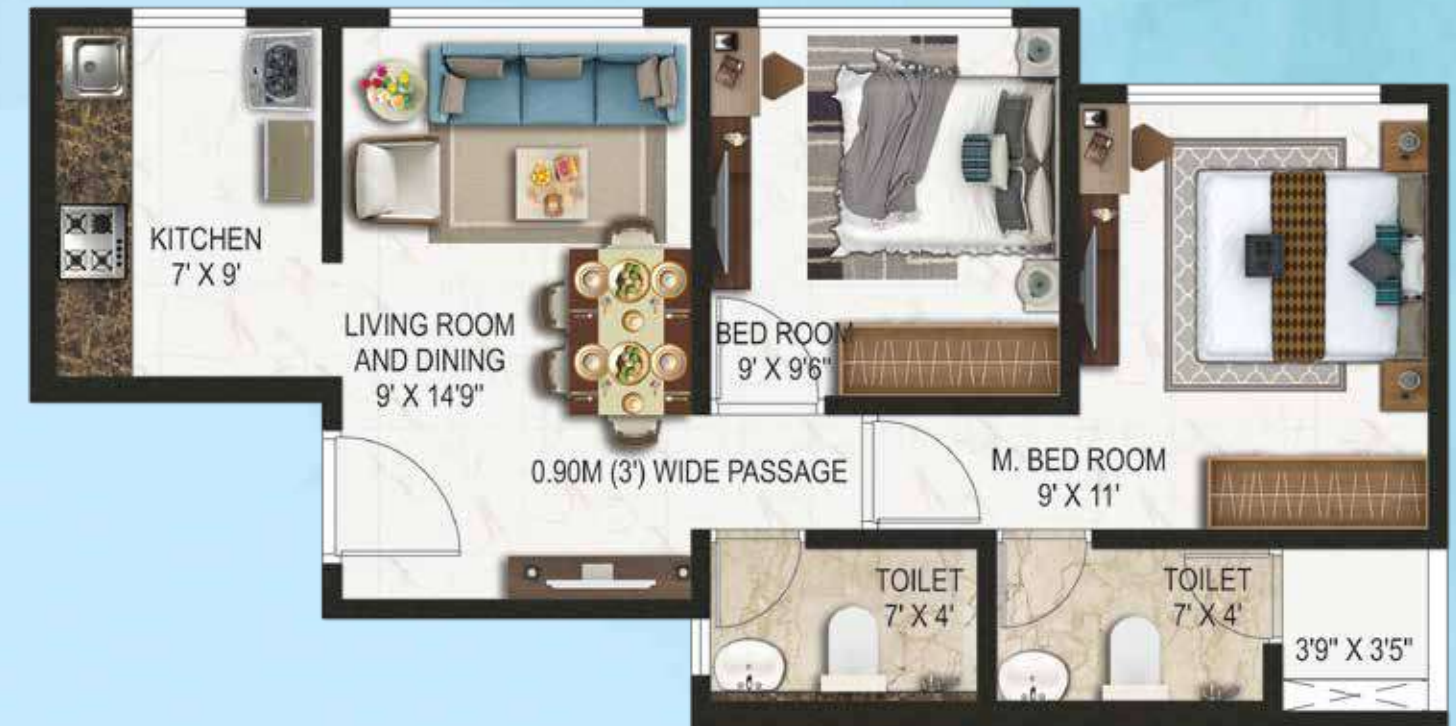 KITCHEN
7' X 9'
LIVING ROOM
AND DINING
9' X 14'9"
BED ROOM
9' X 9'6"
0.90M (3') WIDE PASSAGE
M. BED ROOM
9' X 11'
TOILET
7' X 4'
TOILET
7' X 4'
3'9" X 3'5"